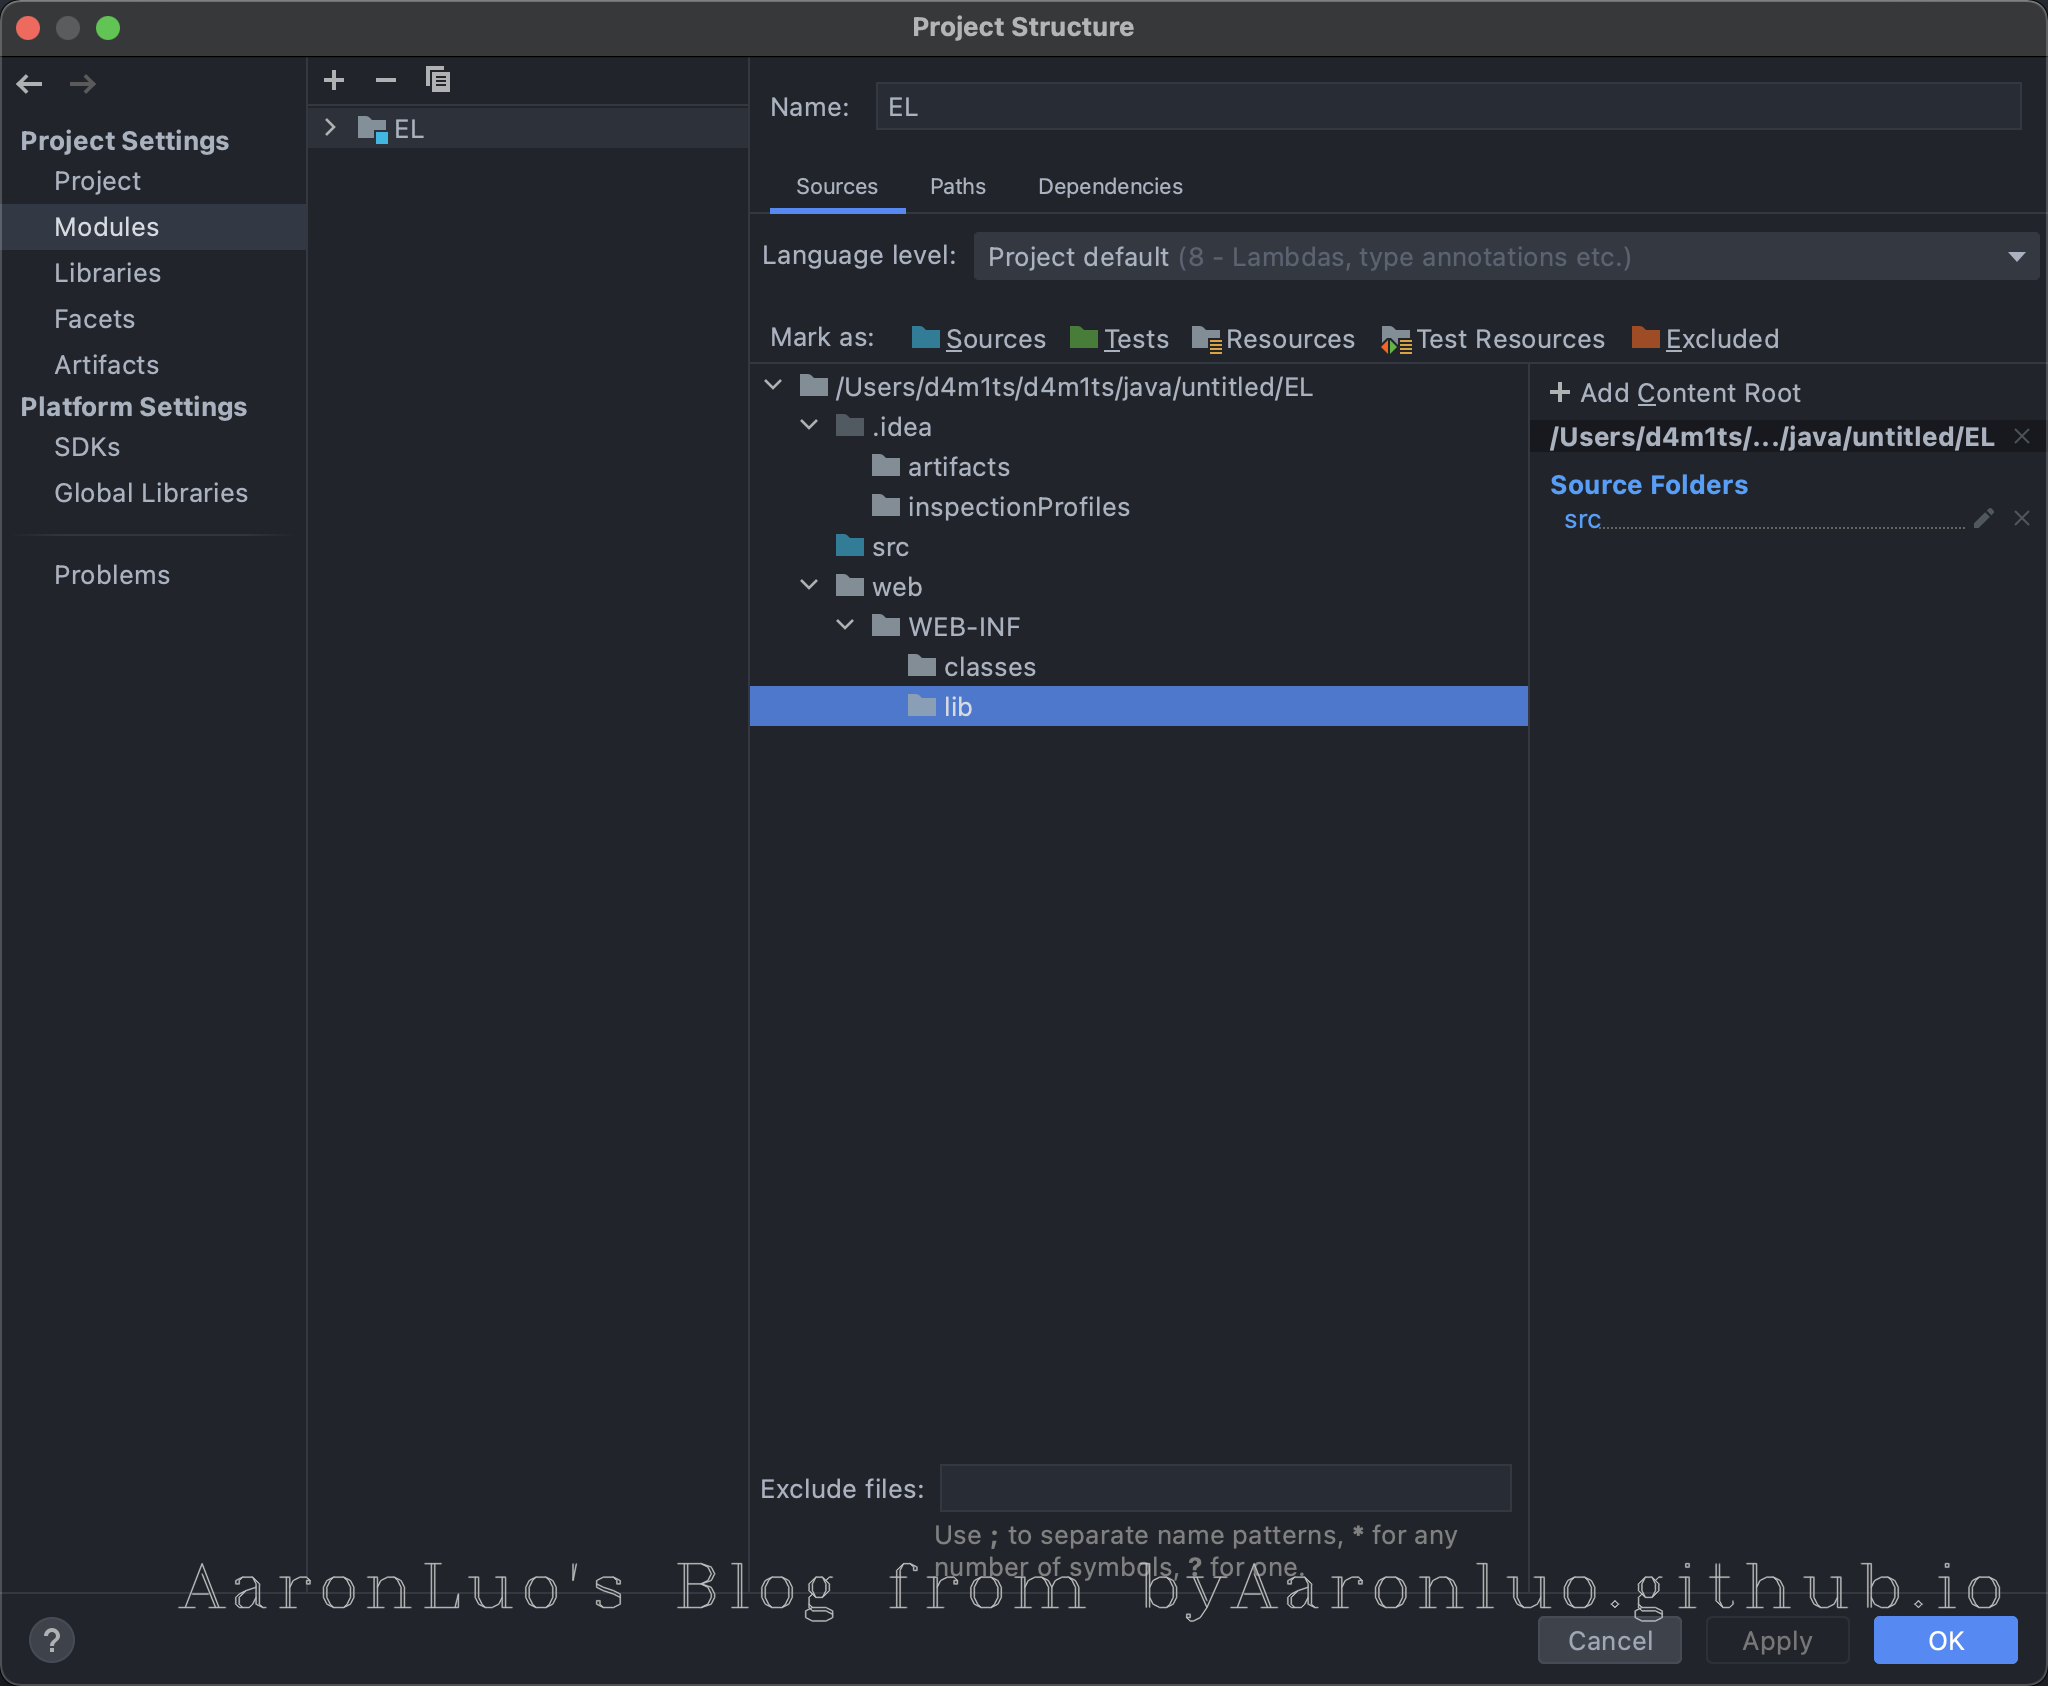 Project Structure
Project Settings
Project
Modules
Libraries
Facets
Artifacts
Platform Settings
SDKs
Global Libraries
Problems
EL
Name: EL
Sources Paths Dependencies
Language level: Project default (8 - Lambdas, type annotations etc.)
Mark as: Sources Tests Resources Test Resources Excluded
/Users/d4m1ts/d4m1ts/java/untitled/EL
.idea
artifacts
inspectionProfiles
src
web
WEB-INF
classes
lib
+ Add Content Root
/Users/d4m1ts/.../java/untitled/EL
Source Folders
src
Exclude files:
Use ; to separate name patterns, * for any
number of symbols, ? for one.
AaronLuo's Blog from byAaronluo.github.io
?
Cancel Apply OK